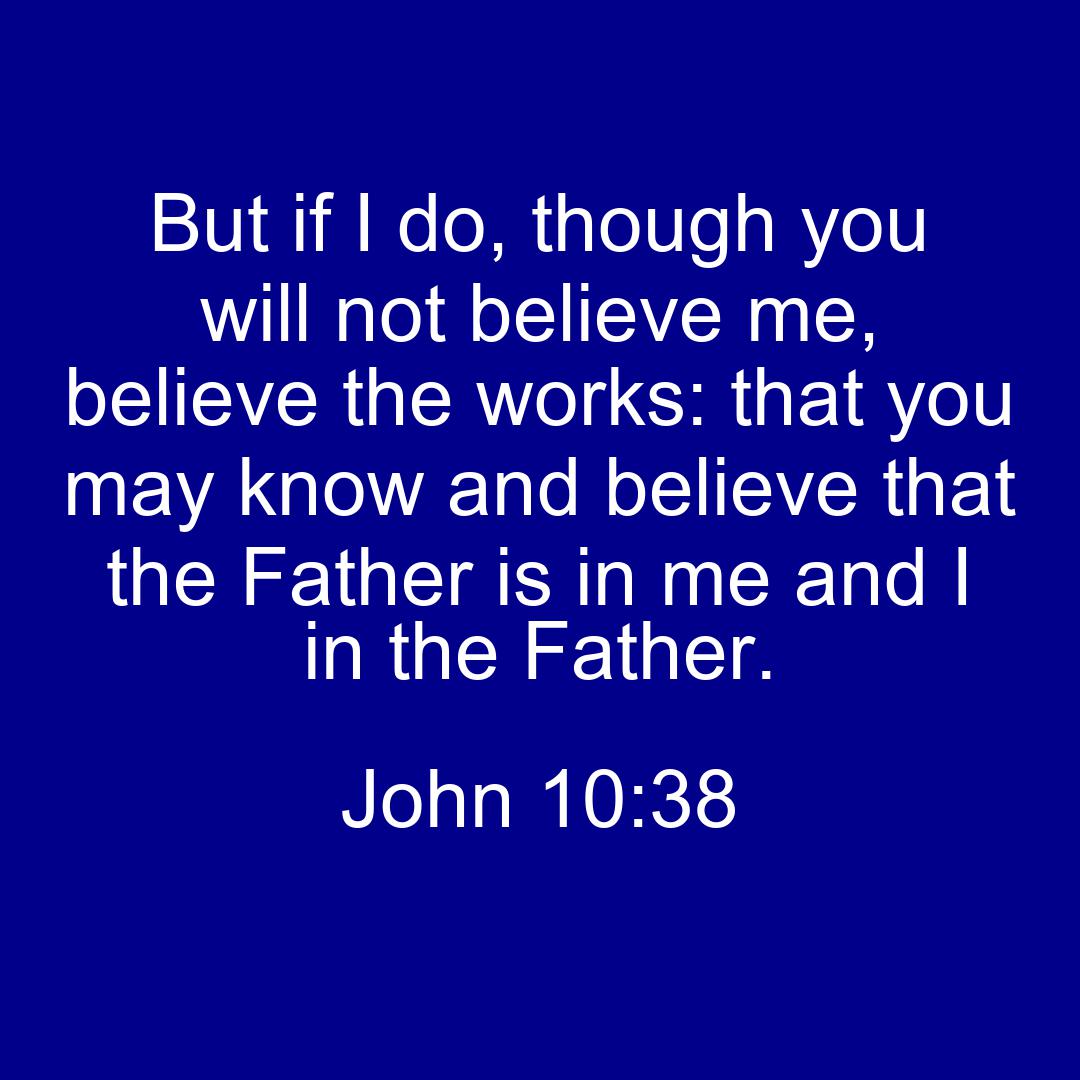 But if I do, though you
will not believe me,
believe the works: that you
may know and believe that
the Father is in me and I
in the Father.
John 10:38